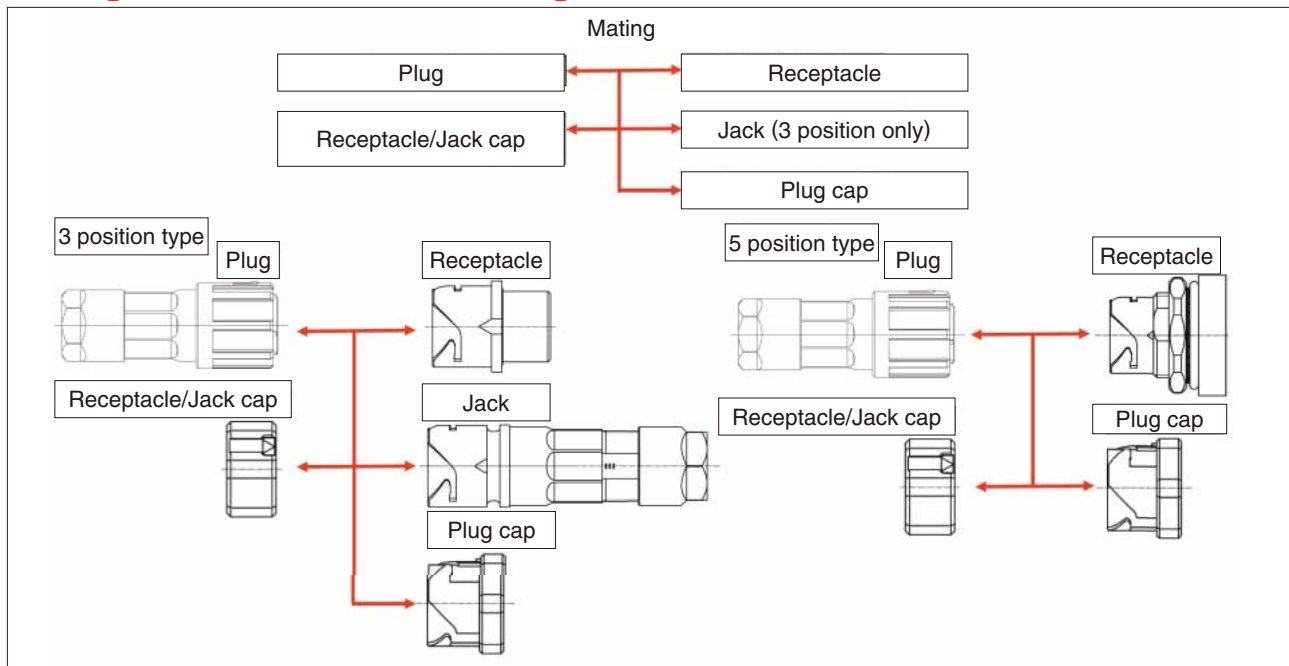 Mating
Plug
Receptacle
Receptacle/Jack cap
Jack (3 position only)
Plug cap
3 position type
Plug
Receptacle
Receptacle/Jack cap
Jack
Plug cap
5 position type
Plug
Receptacle
Receptacle/Jack cap
Plug cap